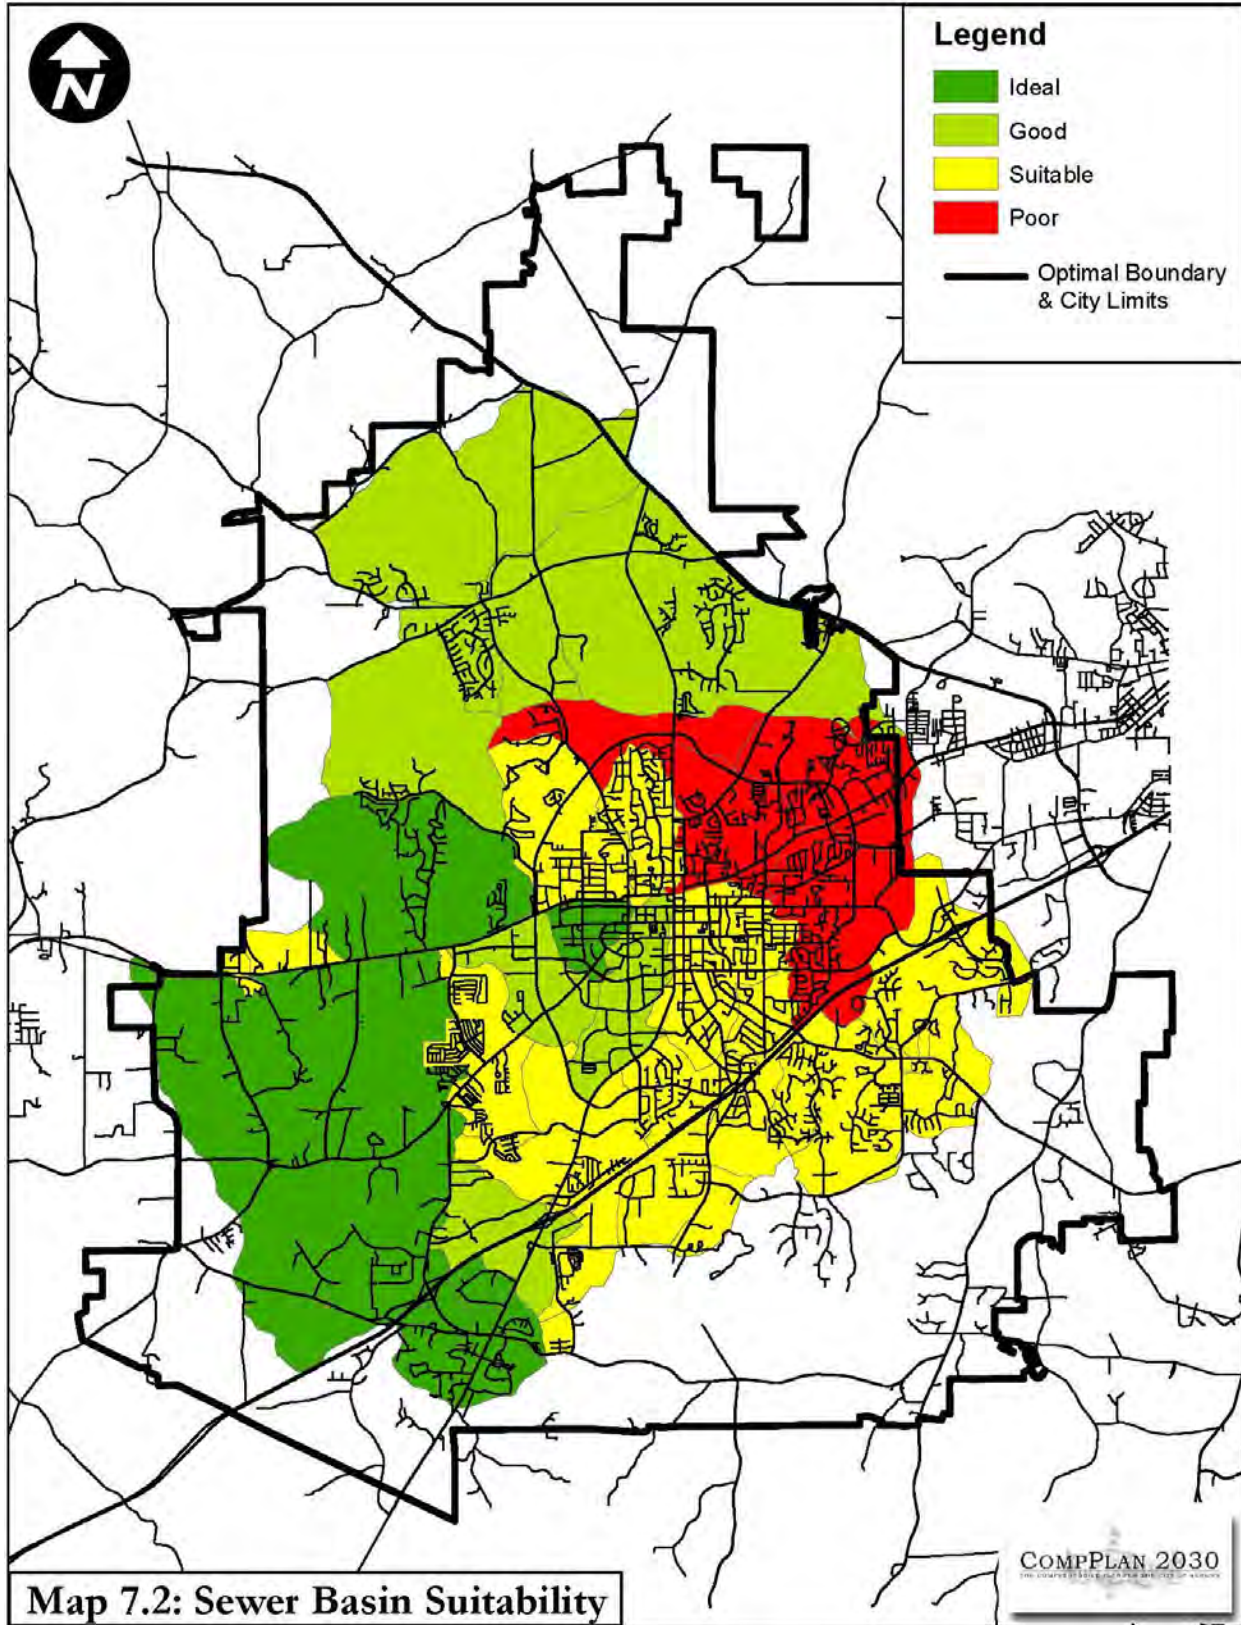 N
Legend
Ideal
Good
Suitable
Poor
Optimal Boundary
& City Limits
COMPPLAN 2030
Map 7.2: Sewer Basin Suitability